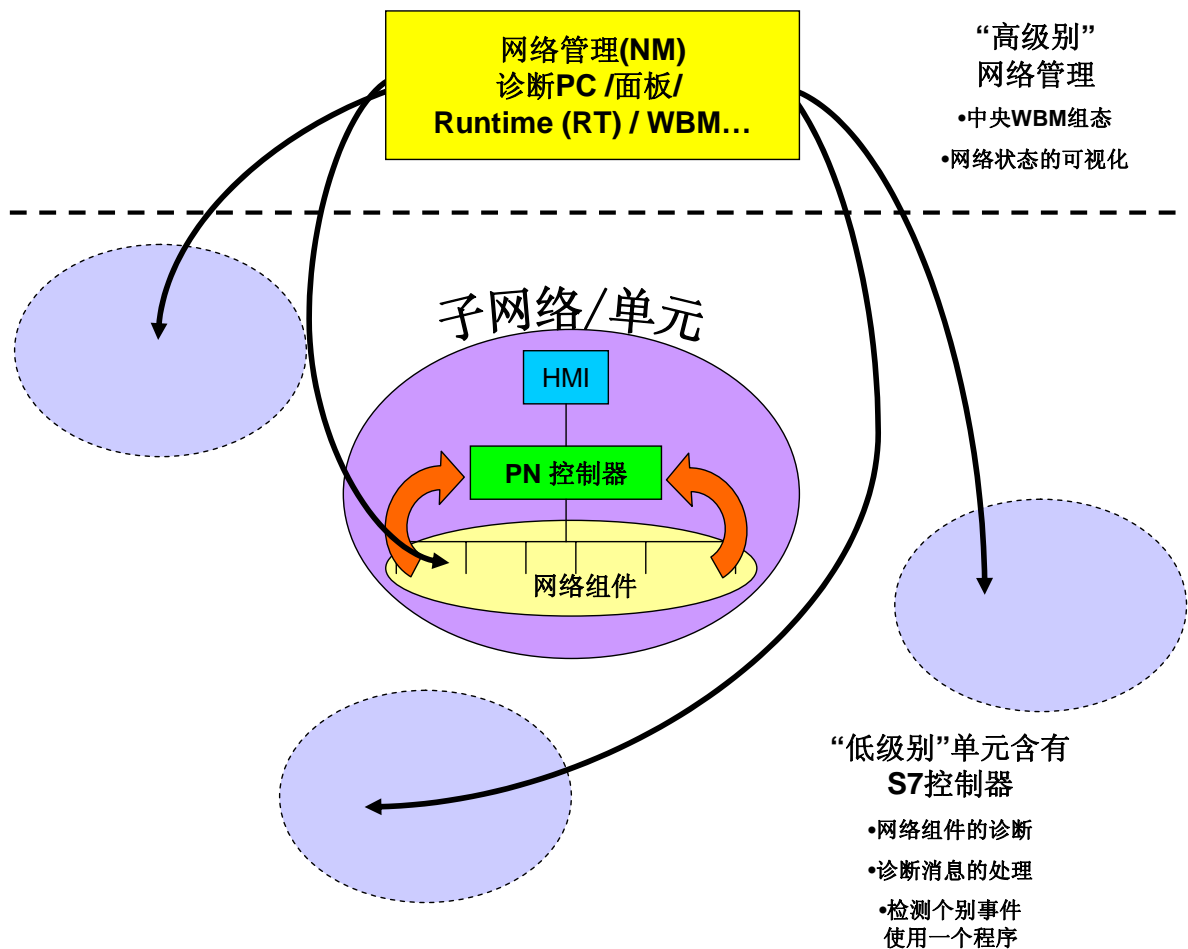 网络管理(NM)
诊断PC /面板/
Runtime (RT) / WBM…
“高级别”
网络管理
•中央WBM组态
•网络状态的可视化
子网络/单元
HMI
PN 控制器
网络组件
“低级别”单元含有
S7控制器
•网络组件的诊断
•诊断消息的处理
•检测个别事件
使用一个程序